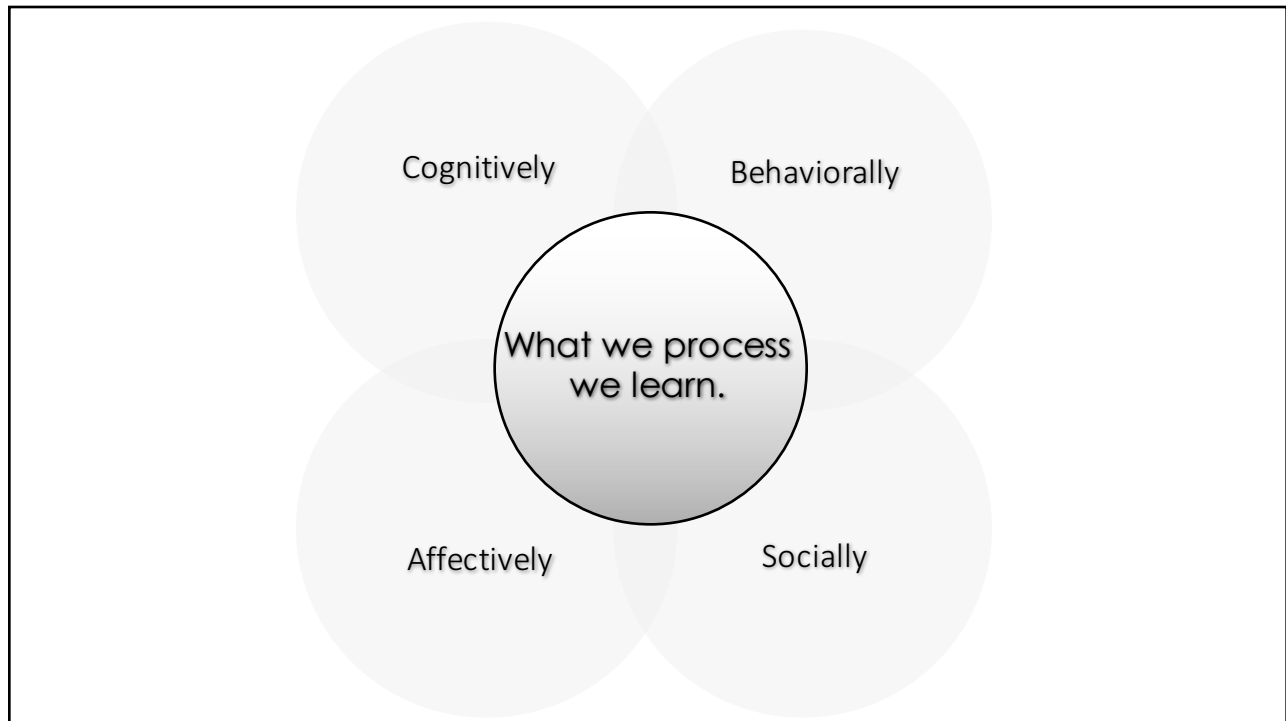 Cognitively
Behaviorally
What we process
we learn.
Affectively
Socially